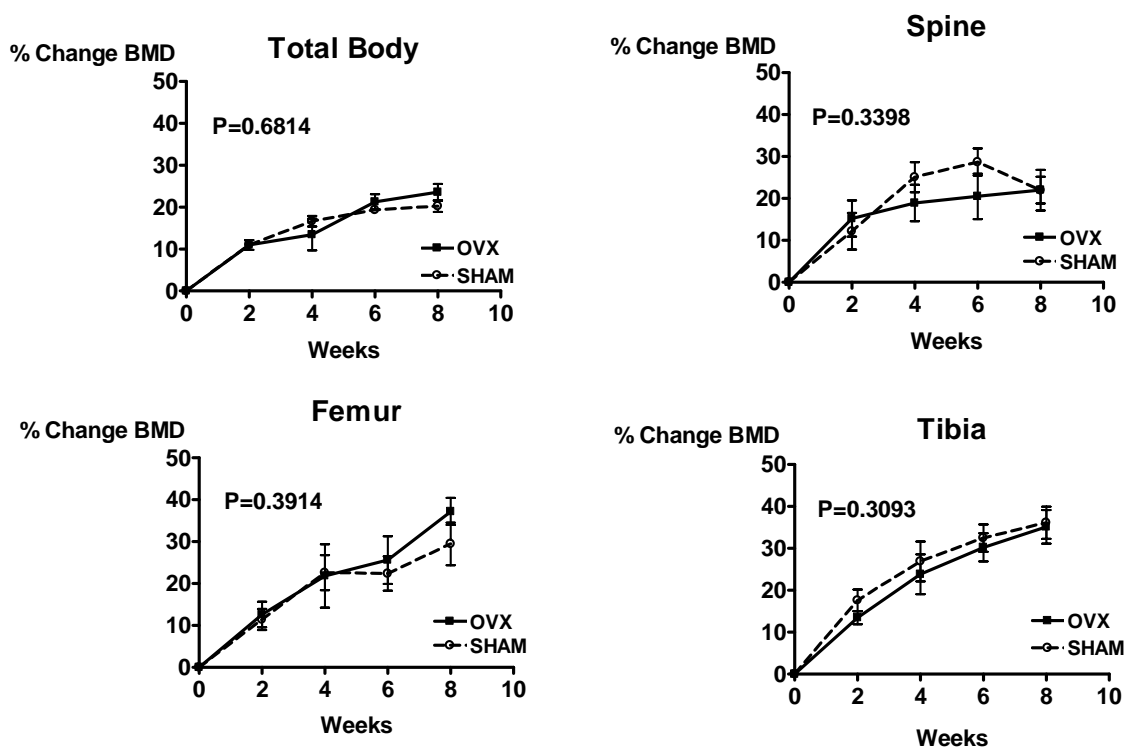 Total Body
% Change BMD
50
40
30
20
10
0
P=0.6814
OVX
SHAM
0 2 4 6 8 10
Weeks
Spine
% Change BMD
50
40
30
20
10
0
P=0.3398
OVX
SHAM
0 2 4 6 8 10
Weeks
Femur
% Change BMD
50
40
30
20
10
0
P=0.3914
OVX
SHAM
0 2 4 6 8 10
Weeks
Tibia
% Change BMD
50
40
30
20
10
0
P=0.3093
OVX
SHAM
0 2 4 6 8 10
Weeks